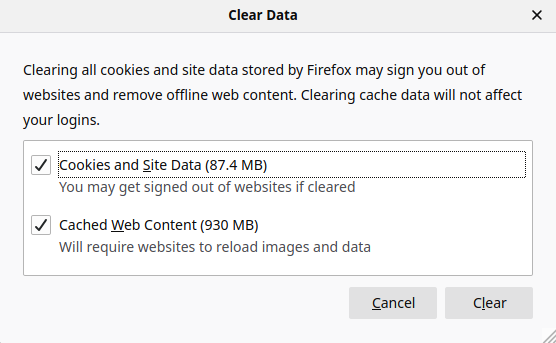 Clear Data
Clearing all cookies and site data stored by Firefox may sign you out of
websites and remove offline web content. Clearing cache data will not affect
your logins.
Cookies and Site Data (87.4 MB)
You may get signed out of websites if cleared
Cached Web Content (930 MB)
Will require websites to reload images and data
Cancel
Clear